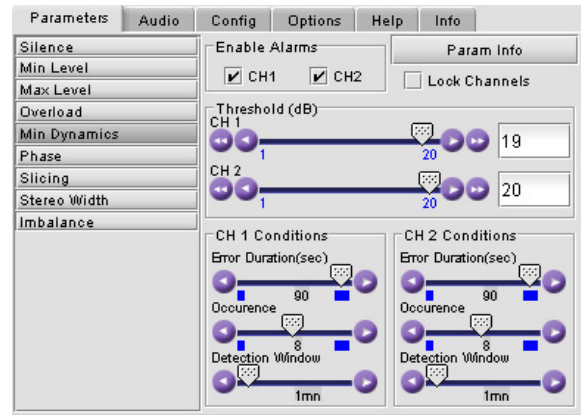 Parameters Audio Config Options Help Info
Silence
Min Level
Max Level
Overload
Min Dynamics
Phase
Slicing
Stereo Width
Imbalance
Enable Alarms
CH1 CH2
Param Info
Lock Channels
Threshold (dB)
CH 1
1 20 19
CH 2
1 20 20
CH 1 Conditions
Error Duration(sec)
90
Occurence
8
Detection Window
1mn
CH 2 Conditions
Error Duration(sec)
90
Occurence
8
Detection Window
1mn